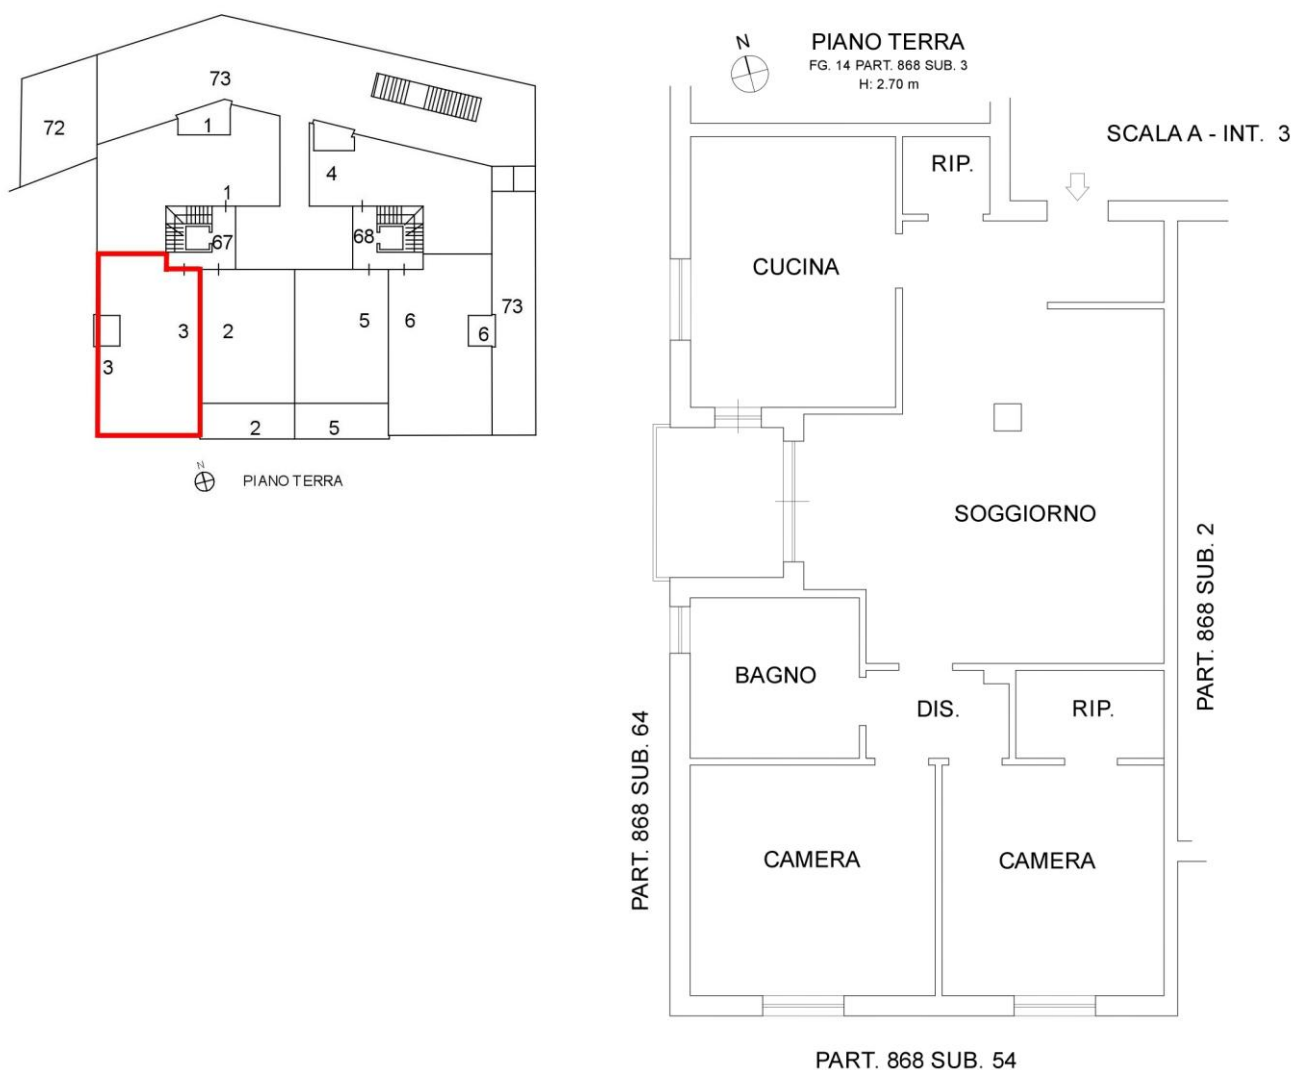 73
72
1
4
1
67
68
73
3
2
5
6
6
3
2
5
N
PIANO TERRA
N
PIANO TERRA
FG. 14 PART. 868 SUB. 3
H: 2.70 m
SCALA A - INT. 3
RIP.
CUCINA
SOGGIORNO
PART. 868 SUB. 2
BAGNO
DIS.
RIP.
PART. 868 SUB. 64
CAMERA
CAMERA
PART. 868 SUB. 54